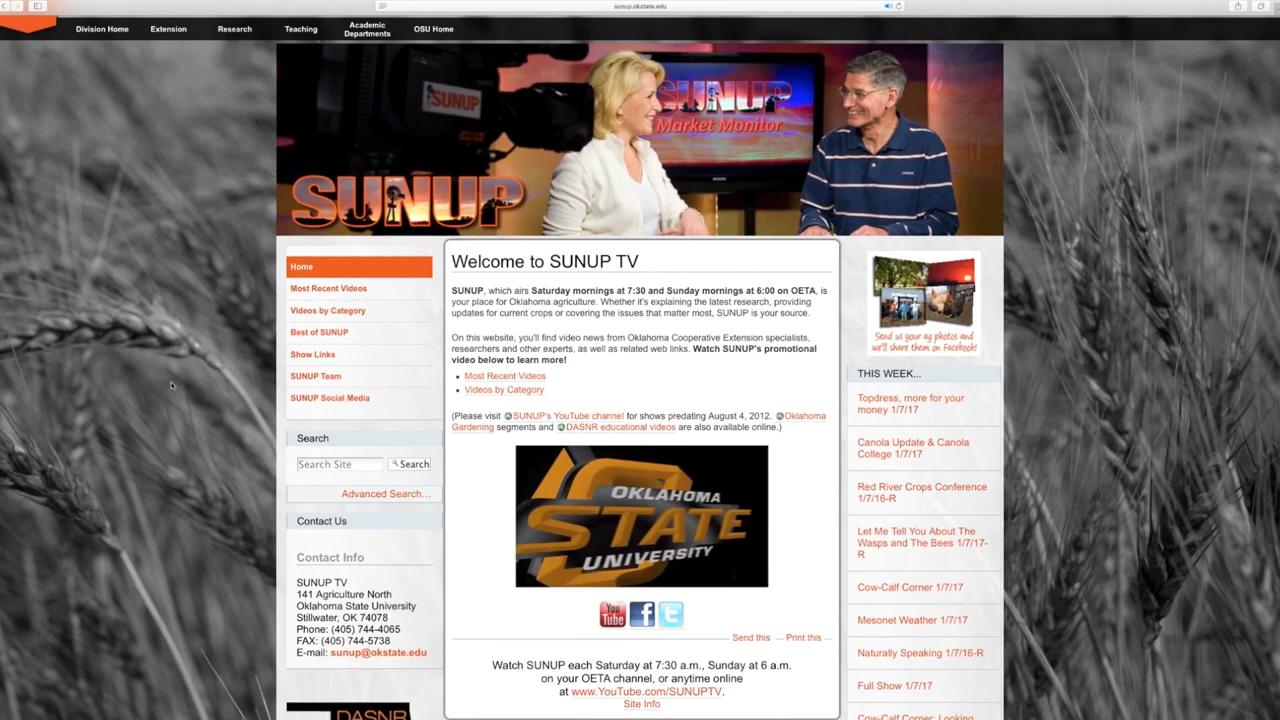 sunup.okstate.edu
Division Home
Extension
Research
Teaching
Academic
Departments
OSU Home
SUNUP
SUNUP
Market Monitor
SUNUP
Home
Most Recent Videos
Videos by Category
Best of SUNUP
Show Links
SUNUP Team
SUNUP Social Media
Search
Search Site
Search
Advanced Search...
Contact Us
Contact Info
SUNUP TV
141 Agriculture North
Oklahoma State University
Stillwater, OK 74078
Phone: (405) 744-4065
FAX: (405) 744-5738
E-mail: sunup@okstate.edu
DASNR
Welcome to SUNUP TV
SUNUP, which airs Saturday mornings at 7:30 and Sunday mornings at 6:00 on OETA, is
your place for Oklahoma agriculture. Whether it's explaining the latest research, providing
updates for current crops or covering the issues that matter most, SUNUP is your source.
On this website, you'll find video news from Oklahoma Cooperative Extension specialists,
researchers and other experts, as well as related web links. Watch SUNUP's promotional
video below to learn more!
Most Recent Videos
Videos by Category
(Please visit SUNUP's YouTube channel for shows predating August 4, 2012. Oklahoma
Gardening segments and DASNR educational videos are also available online.)
OKLAHOMA
STATE
UNIVERSITY
You
Tube
f
t
Send this — Print this —
Watch SUNUP each Saturday at 7:30 a.m., Sunday at 6 a.m.
on your OETA channel, or anytime online
at www.YouTube.com/SUNUPTV.
Site Info
Send us your ag photos and
we'll share them on Facebook!
THIS WEEK...
Topdress, more for your
money 1/7/17
Canola Update & Canola
College 1/7/17
Red River Crops Conference
1/7/16-R
Let Me Tell You About The
Wasps and The Bees 1/7/17-
R
Cow-Calf Corner 1/7/17
Mesonet Weather 1/7/17
Naturally Speaking 1/7/16-R
Full Show 1/7/17
Cow-Calf Corner: Looking